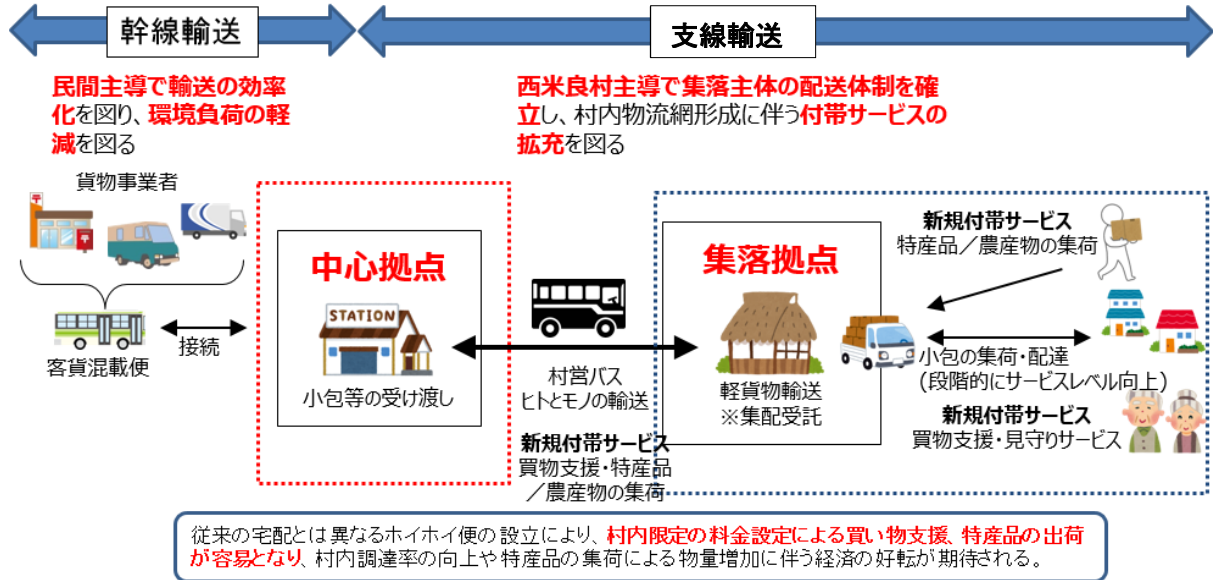 幹線輸送
支線輸送
民間主導で輸送の効率
化を図り、環境負荷の軽
減を図る
西米良村主導で集落主体の配送体制を確
立し、村内物流網形成に伴う付帯サービスの
拡充を図る
貨物事業者
客貨混載便
接続
中心拠点
STATION
小包等の受け渡し
村営バス
ヒトとモノの輸送
新規付帯サービス
買物支援・特産品
／農産物の集荷
集落拠点
軽貨物輸送
※集配受託
新規付帯サービス
特産品／農産物の集荷
小包の集荷・配達
(段階的にサービスレベル向上)
新規付帯サービス
買物支援・見守りサービス
従来の宅配とは異なるホイホイ便の設立により、村内限定の料金設定による買い物支援、特産品の出荷
が容易となり、村内調達率の向上や特産品の集荷による物量増加に伴う経済の好転が期待される。